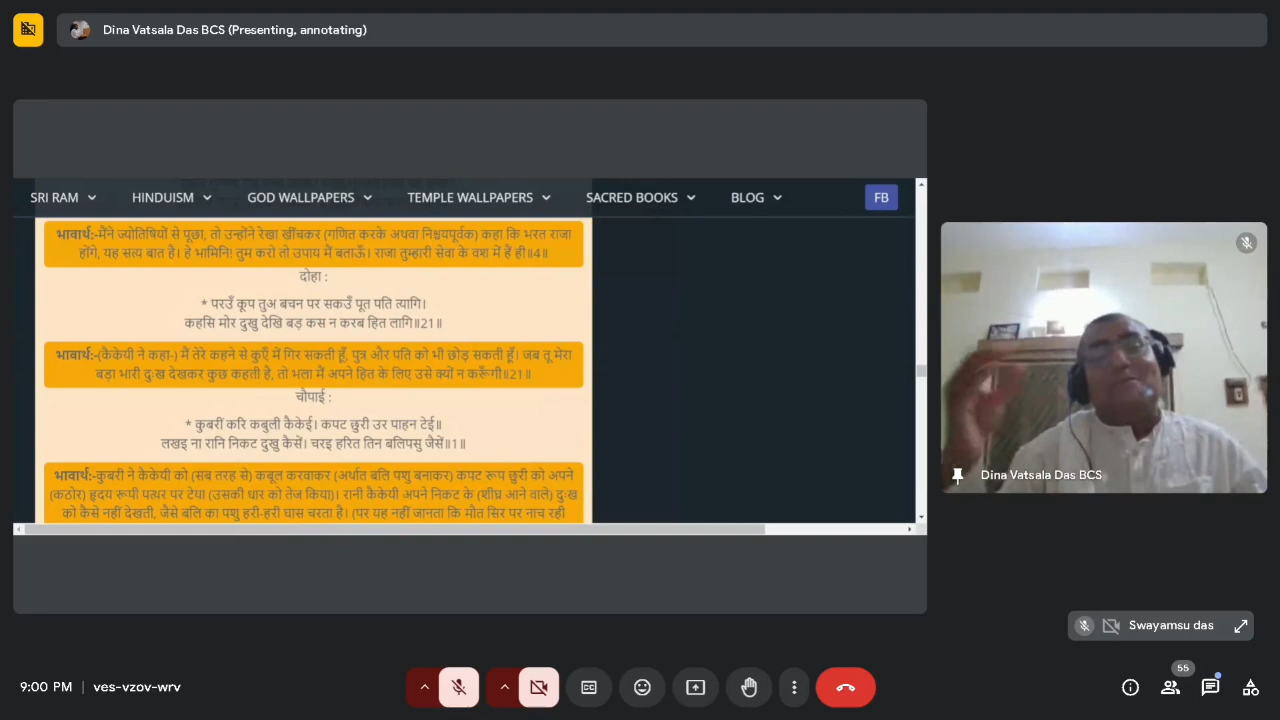 Dina Vatsala Das BCS (Presenting, annotating)
SRI RAM HINDUISM GOD WALLPAPERS TEMPLE WALLPAPERS SACRED BOOKS BLOG FB
भावार्थ:-मैंने ज्योतिषियों से पूछा, तो उन्होंने रेखा खींचकर (गणित करके अथवा निश्चयपूर्वक) कहा कि भरत राजा
होंगे, यह सत्य बात है। हे भामिनि! तुम करो तो उपाय मैं बताऊँ। राजा तुम्हारी सेवा के वश में हैं ही॥4॥
दोहा :
* परउँ कूप तुअ बचन पर सकउँ पूत पति त्यागि।
कहसि मोर दुखु देखि बड़ कस न करब हित लागि॥21॥
भावार्थ:-(कैकेयी ने कहा-) मैं तेरे कहने से कुएँ में गिर सकती हूँ, पुत्र और पति को भी छोड़ सकती हूँ। जब तू मेरा
बड़ा भारी दुःख देखकर कुछ कहती है, तो भला मैं अपने हित के लिए उसे क्यों न करूँगी॥21॥
चौपाई :
* कुबरीं करि कबुली कैकेई। कपट छुरी उर पाहन टेई॥
लखइ ना रानि निकट दुखु कैसें। चरइ हरित तिन बलिपसु जैसें॥1॥
भावार्थ:-कुबरी ने कैकेयी को (सब तरह से) कबूल करवाकर (अर्थात बलि पशु बनाकर) कपट रूप छुरी को अपने
(कठोर) हृदय रूपी पत्थर पर टेया (उसकी धार को तेज किया)। रानी कैकेयी अपने निकट के (शीघ्र आने वाले) दुःख
को कैसे नहीं देखती, जैसे बलि का पशु हरी-हरी घास चरता है। (पर यह नहीं जानता कि मौत सिर पर नाच रही
Dina Vatsala Das BCS
Swayamsu das
55
9:00 PM | ves-vzov-wrv